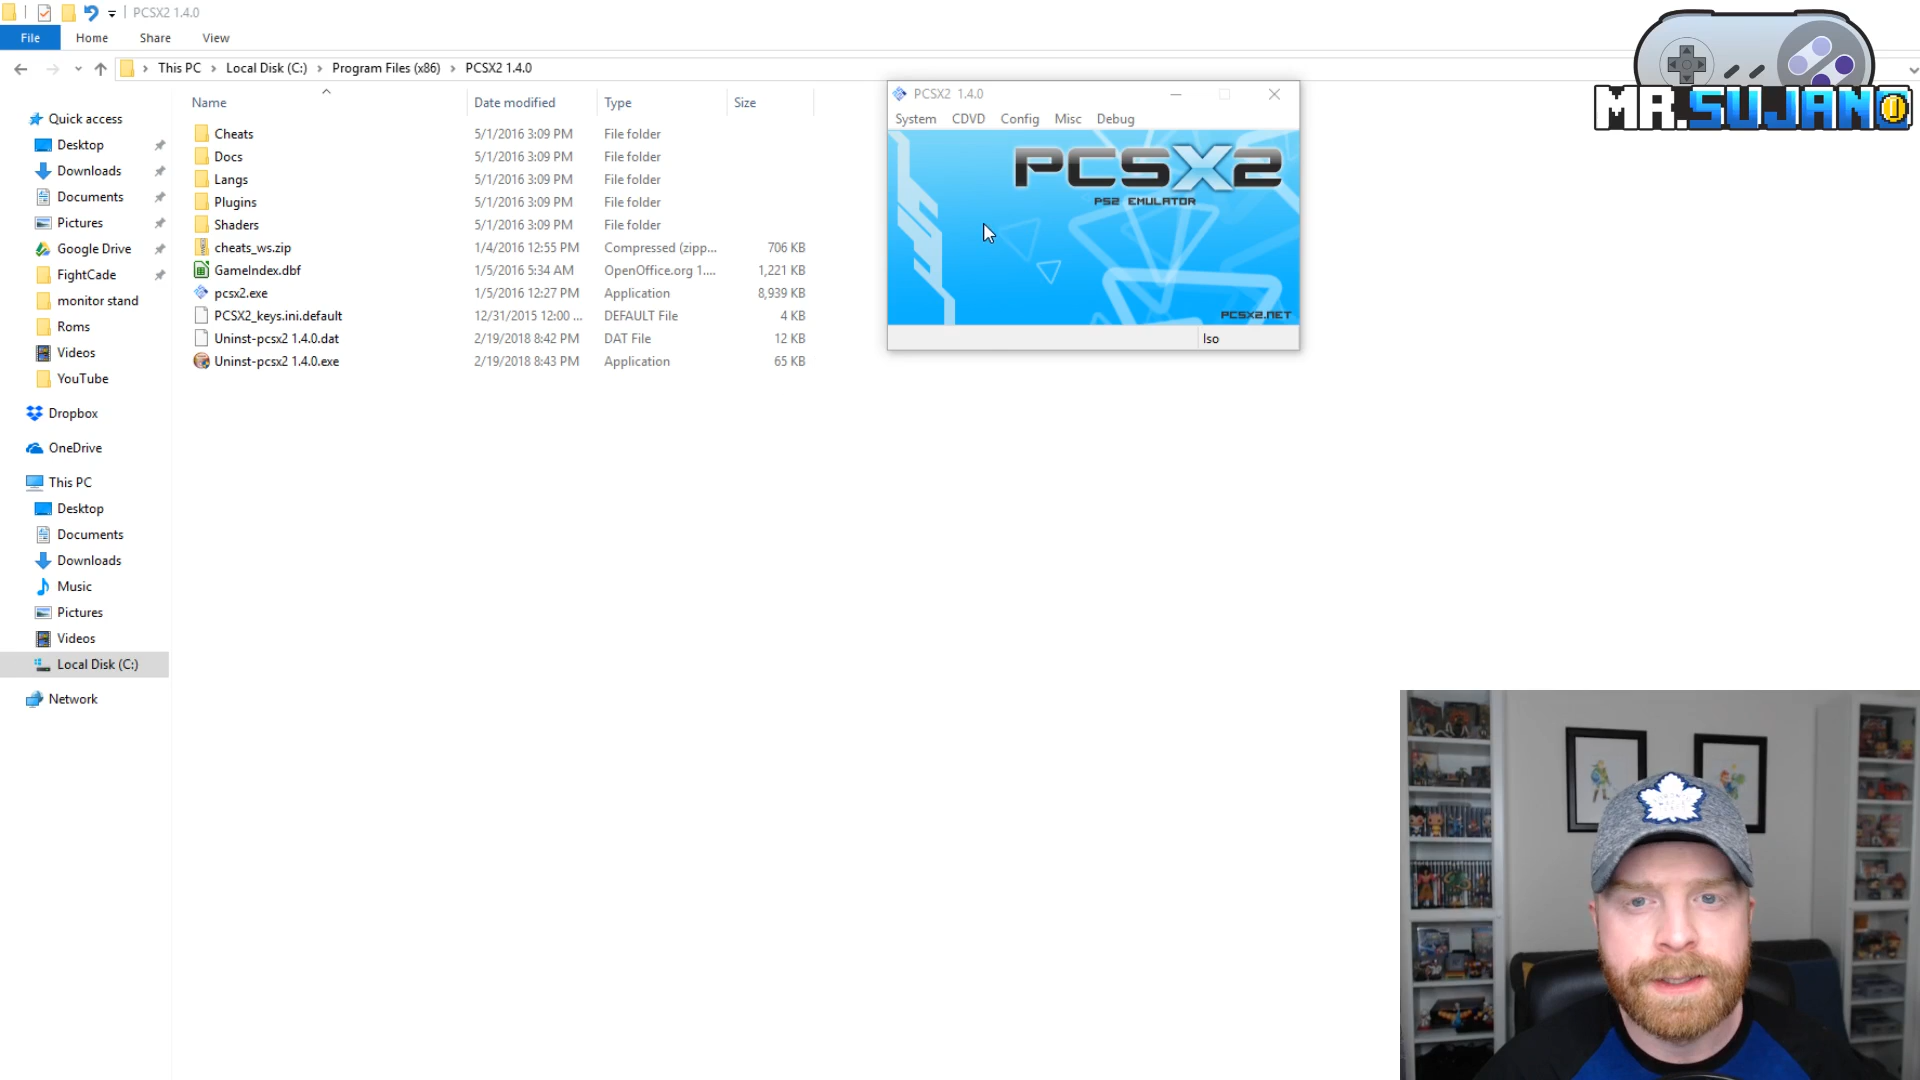 PCSX2 1.4.0
File Home Share View
This PC Local Disk (C:) Program Files (x86) PCSX2 1.4.0
Name Date modified Type Size
Quick access
Desktop
Downloads
Documents
Pictures
Google Drive
FightCade
monitor stand
Roms
Videos
YouTube
Dropbox
OneDrive
This PC
Desktop
Documents
Downloads
Music
Pictures
Videos
Local Disk (C:)
Network
Cheats 5/1/2016 3:09 PM File folder
Docs 5/1/2016 3:09 PM File folder
Langs 5/1/2016 3:09 PM File folder
Plugins 5/1/2016 3:09 PM File folder
Shaders 5/1/2016 3:09 PM File folder
cheats_ws.zip 1/4/2016 12:55 PM Compressed (zipp... 706 KB
GameIndex.dbf 1/5/2016 5:34 AM OpenOffice.org 1.... 1,221 KB
pcsx2.exe 1/5/2016 12:27 PM Application 8,939 KB
PCSX2_keys.ini.default 12/31/2015 12:00 ... DEFAULT File 4 KB
Uninst-pcsx2 1.4.0.dat 2/19/2018 8:42 PM DAT File 12 KB
Uninst-pcsx2 1.4.0.exe 2/19/2018 8:43 PM Application 65 KB
PCSX2 1.4.0
System CDVD Config Misc Debug
PCSX2
PS2 EMULATOR
PCSX2.NET
Iso
MR.SUJANO